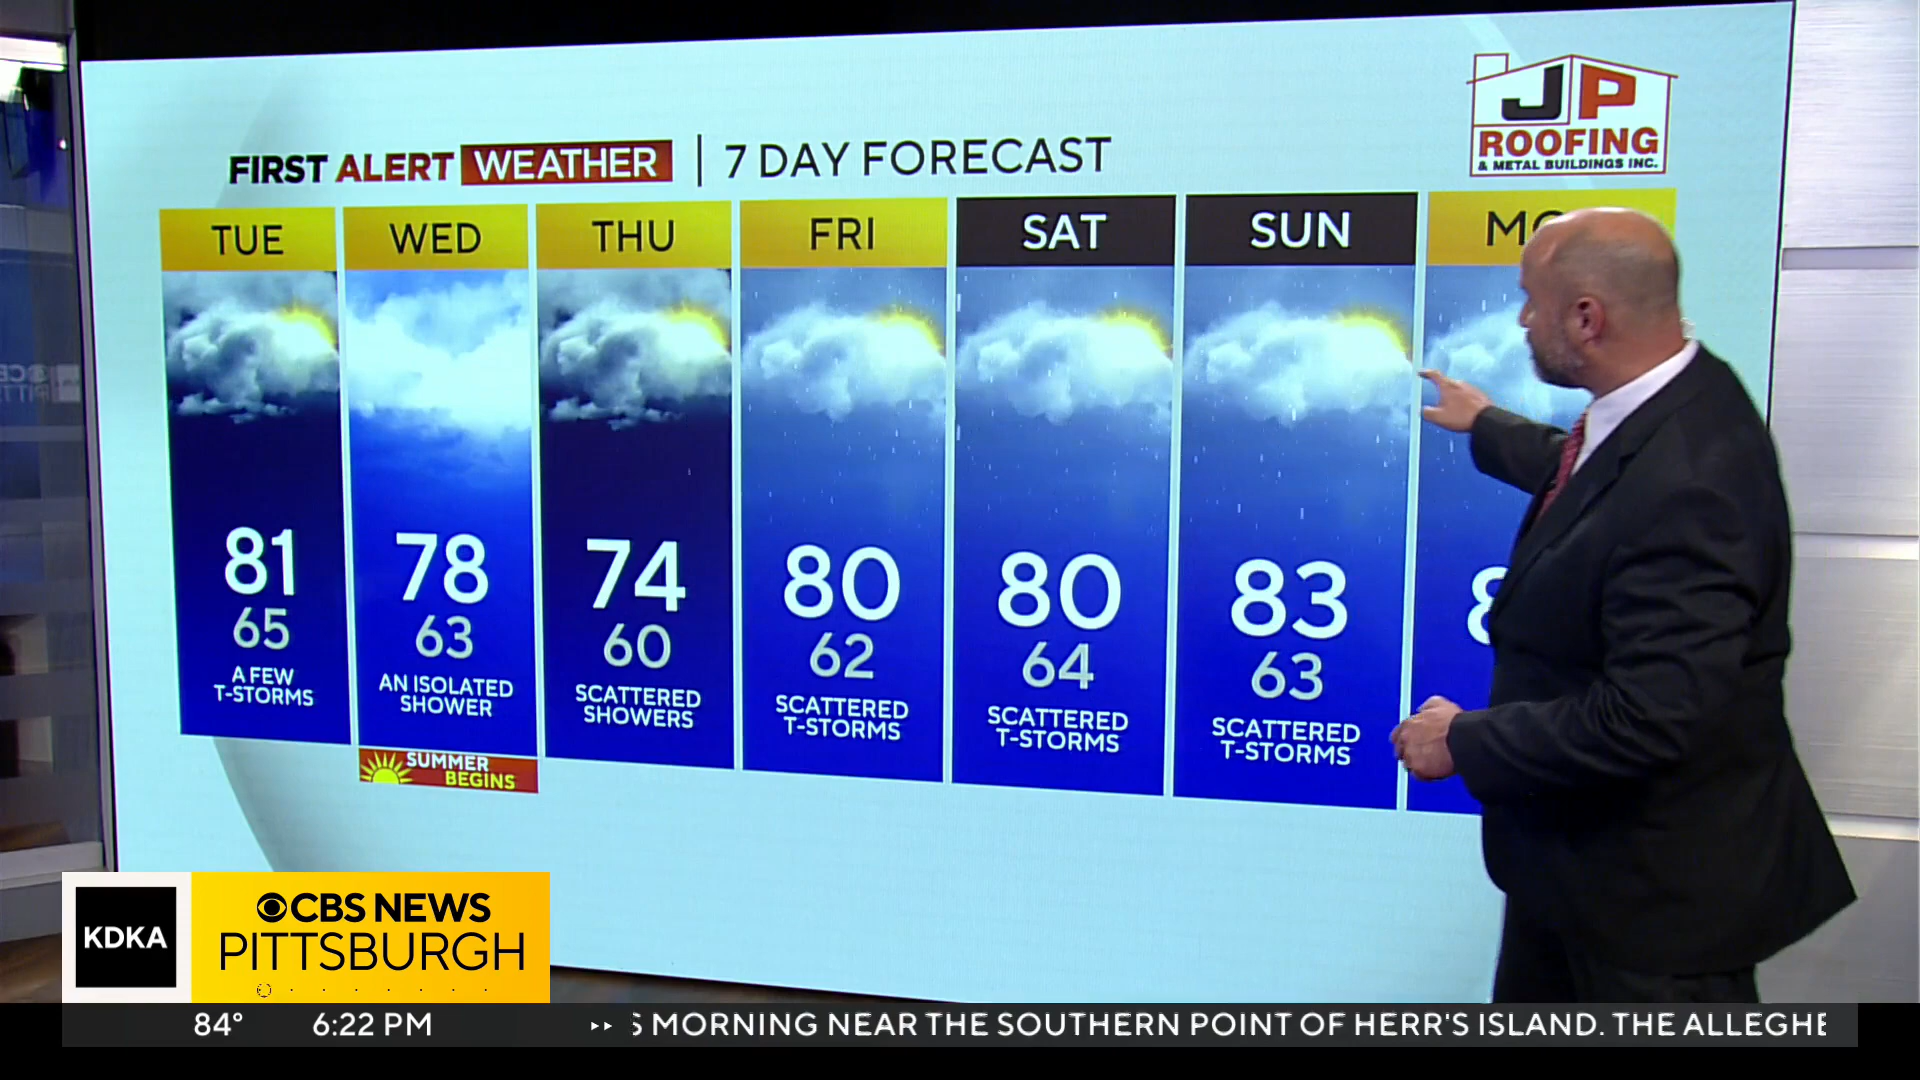 JP
ROOFING
& METAL BUILDINGS INC.
FIRST ALERT WEATHER | 7 DAY FORECAST
TUE
81
65
A FEW
T-STORMS
WED
78
63
AN ISOLATED
SHOWER
SUMMER
BEGINS
THU
74
60
SCATTERED
SHOWERS
FRI
80
62
SCATTERED
T-STORMS
SAT
80
64
SCATTERED
T-STORMS
SUN
83
63
SCATTERED
T-STORMS
KDKA
CBS NEWS
PITTSBURGH
84° 6:22 PM
MORNING NEAR THE SOUTHERN POINT OF HERR'S ISLAND. THE